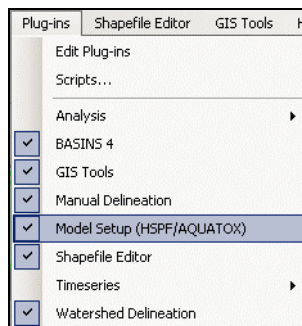 Plug-ins Shapefile Editor GIS Tools
Edit Plug-ins
Scripts...
Analysis
BASINS 4
GIS Tools
Manual Delineation
Model Setup (HSPF/AQUATOX)
Shapefile Editor
Timeseries
Watershed Delineation